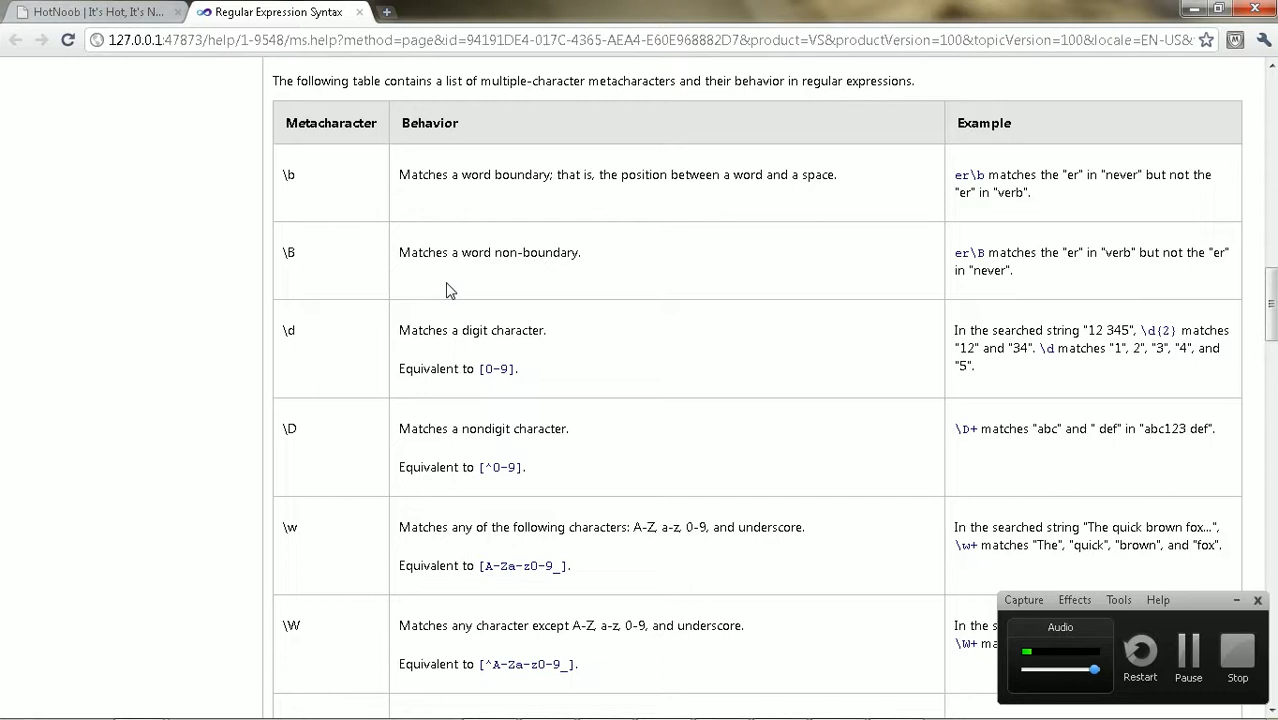 HotNoob | It's Hot, It's N...
Regular Expression Syntax
127.0.0.1:47873/help/1-9548/ms.help?method=page&id=94191DE4-017C-4365-AEA4-E60E968882D7&product=VS&productVersion=100&topicVersion=100&locale=EN-US&
The following table contains a list of multiple-character metacharacters and their behavior in regular expressions.
Metacharacter Behavior Example
\b Matches a word boundary; that is, the position between a word and a space. er\b matches the "er" in "never" but not the
"er" in "verb".
\B Matches a word non-boundary. er\B matches the "er" in "verb" but not the "er"
in "never".
\d Matches a digit character. In the searched string "12 345", \d{2} matches
"12" and "34". \d matches "1", 2", "3", "4", and
Equivalent to [0-9]. "5".
\D Matches a nondigit character. \D+ matches "abc" and " def" in "abc123 def".
Equivalent to [^0-9].
\w Matches any of the following characters: A-Z, a-z, 0-9, and underscore. In the searched string "The quick brown fox...",
\w+ matches "The", "quick", "brown", and "fox".
Equivalent to [A-Za-z0-9_].
\W Matches any character except A-Z, a-z, 0-9, and underscore. In the s
\W+ mat
Equivalent to [^A-Za-z0-9_].
Capture Effects Tools Help
Audio
Restart Pause Stop